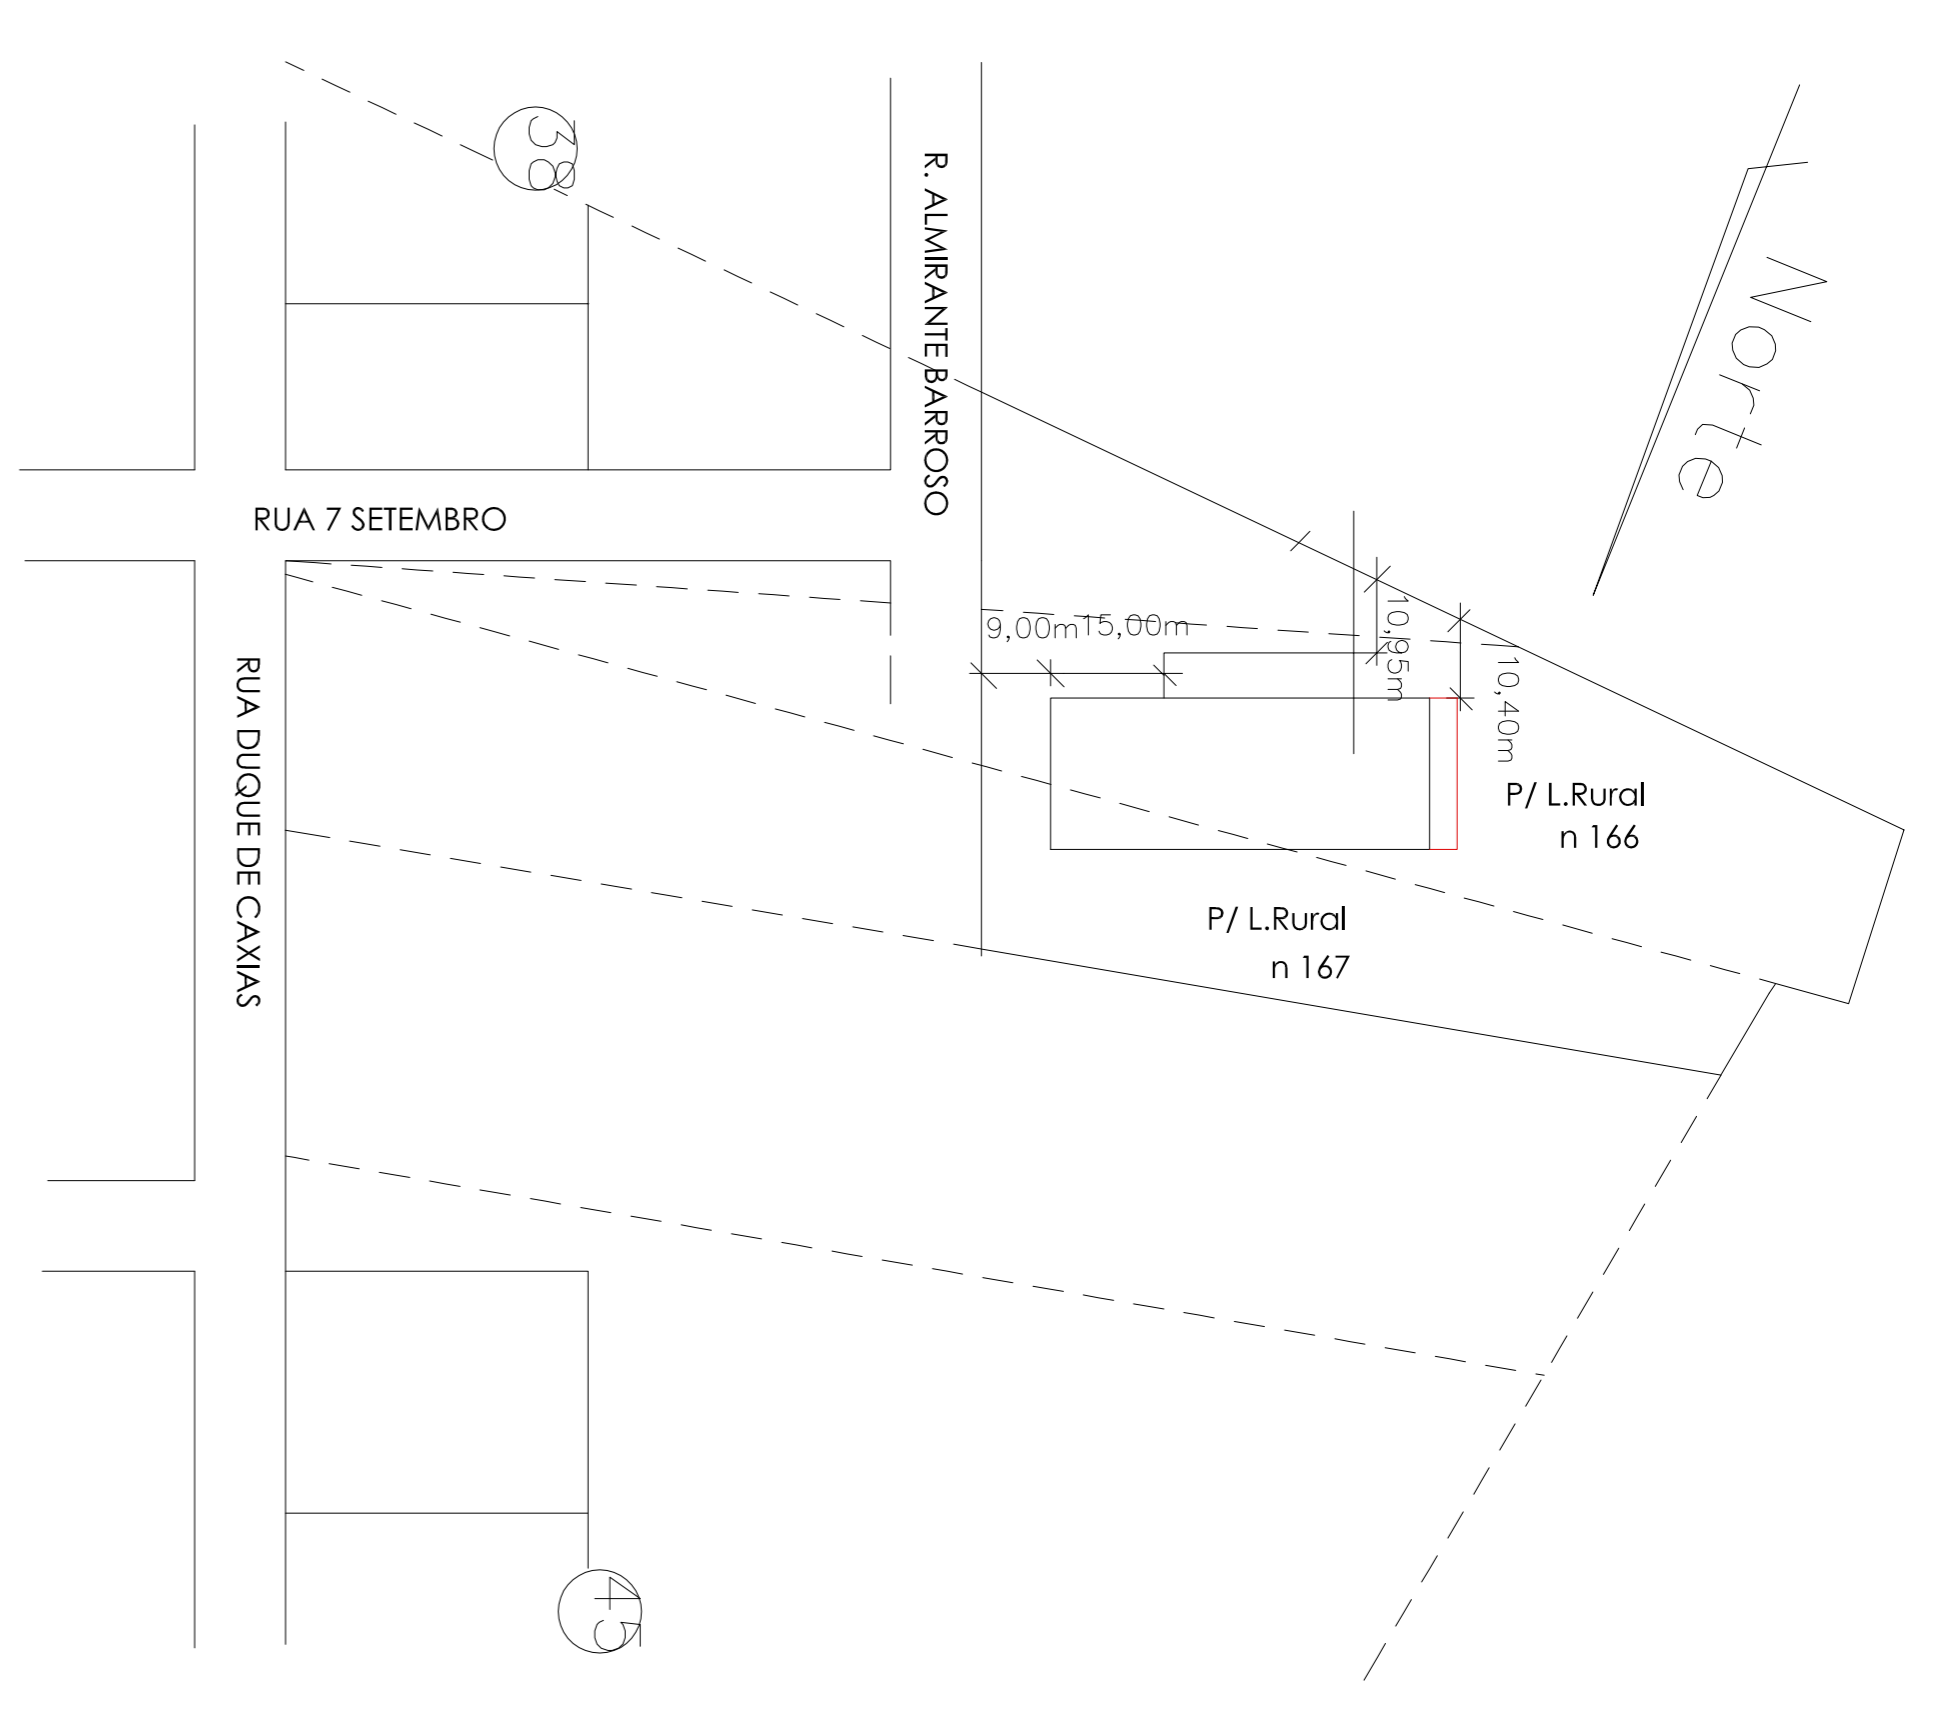 38
R. ALMIRANTE BARROSO
Norte
RUA 7 SETEMBRO
9,00m
15,00m
10,95m
10,40m
RUA DUQUE DE CAXIAS
P/ L.Rural
n 166
P/ L.Rural
n 167
45